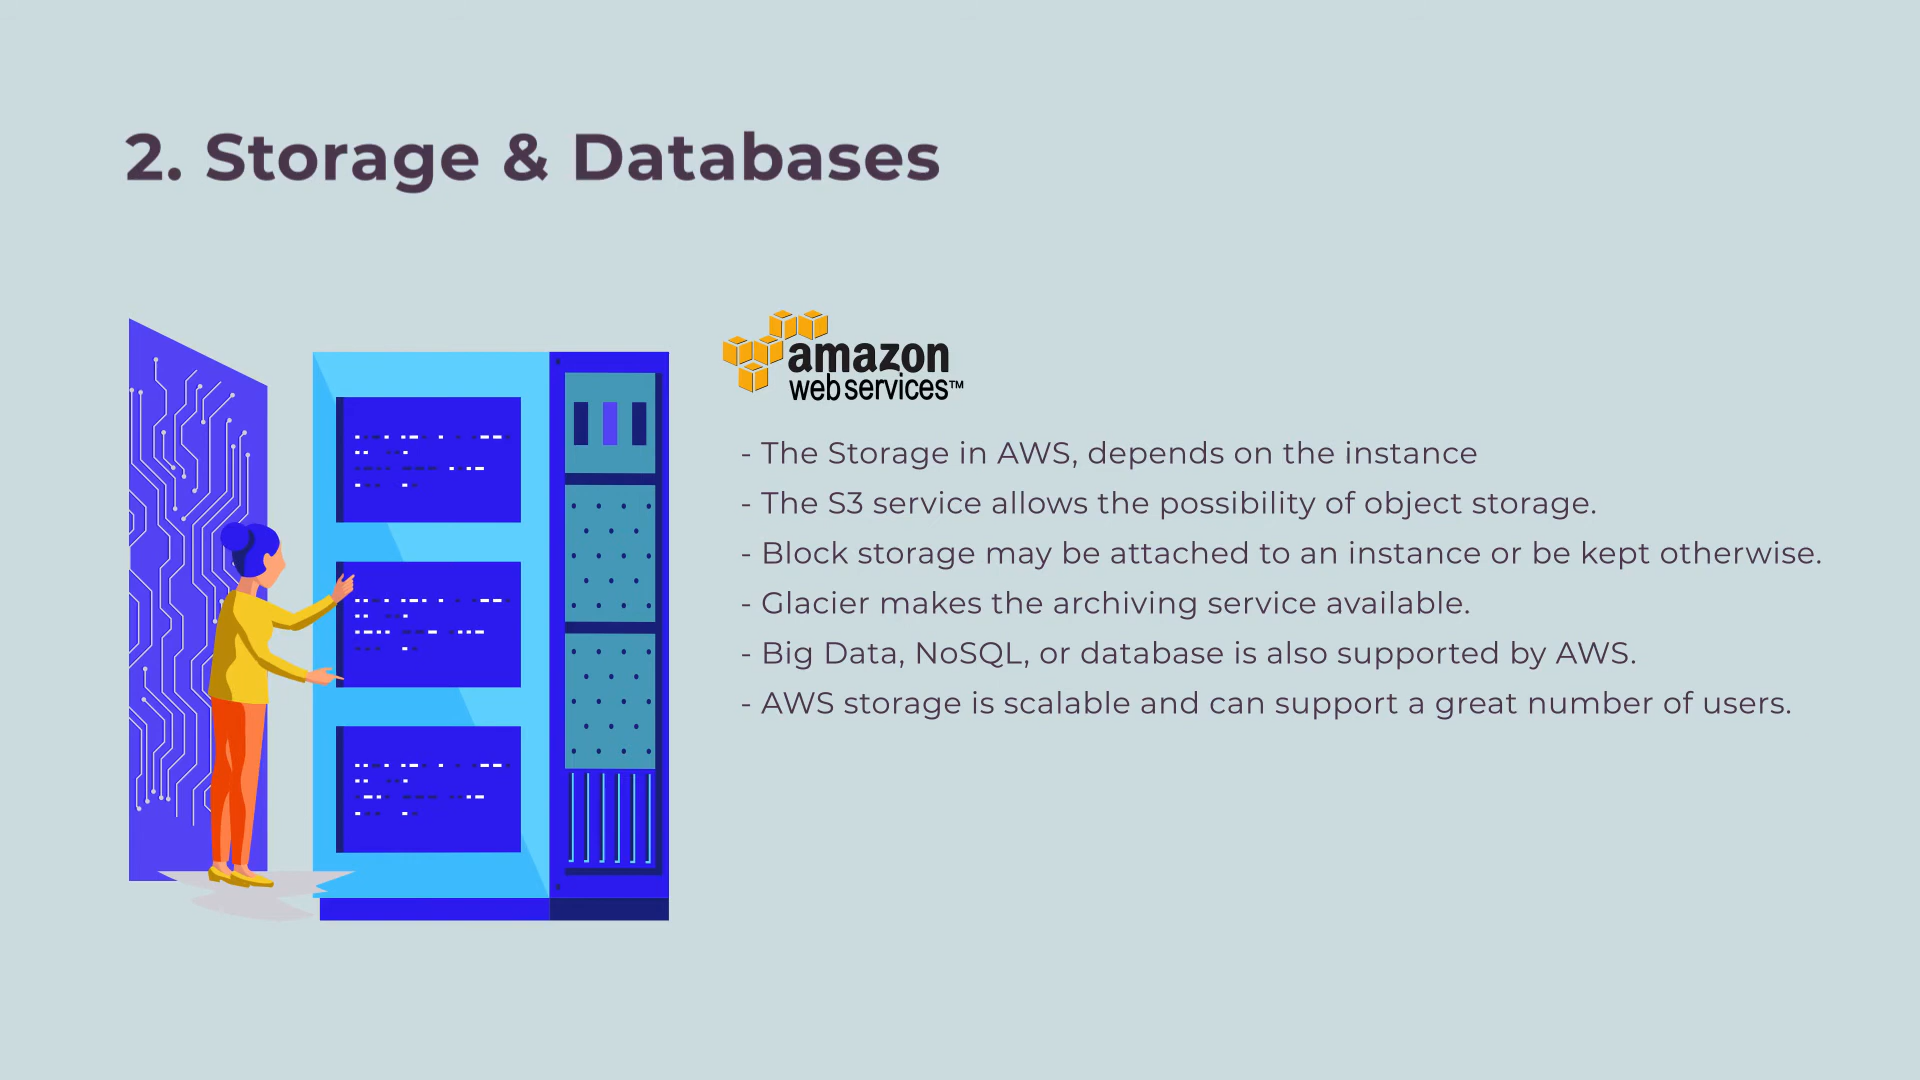 2. Storage & Databases
amazon
web services™
- The Storage in AWS, depends on the instance
- The S3 service allows the possibility of object storage.
- Block storage may be attached to an instance or be kept otherwise.
- Glacier makes the archiving service available.
- Big Data, NoSQL, or database is also supported by AWS.
- AWS storage is scalable and can support a great number of users.